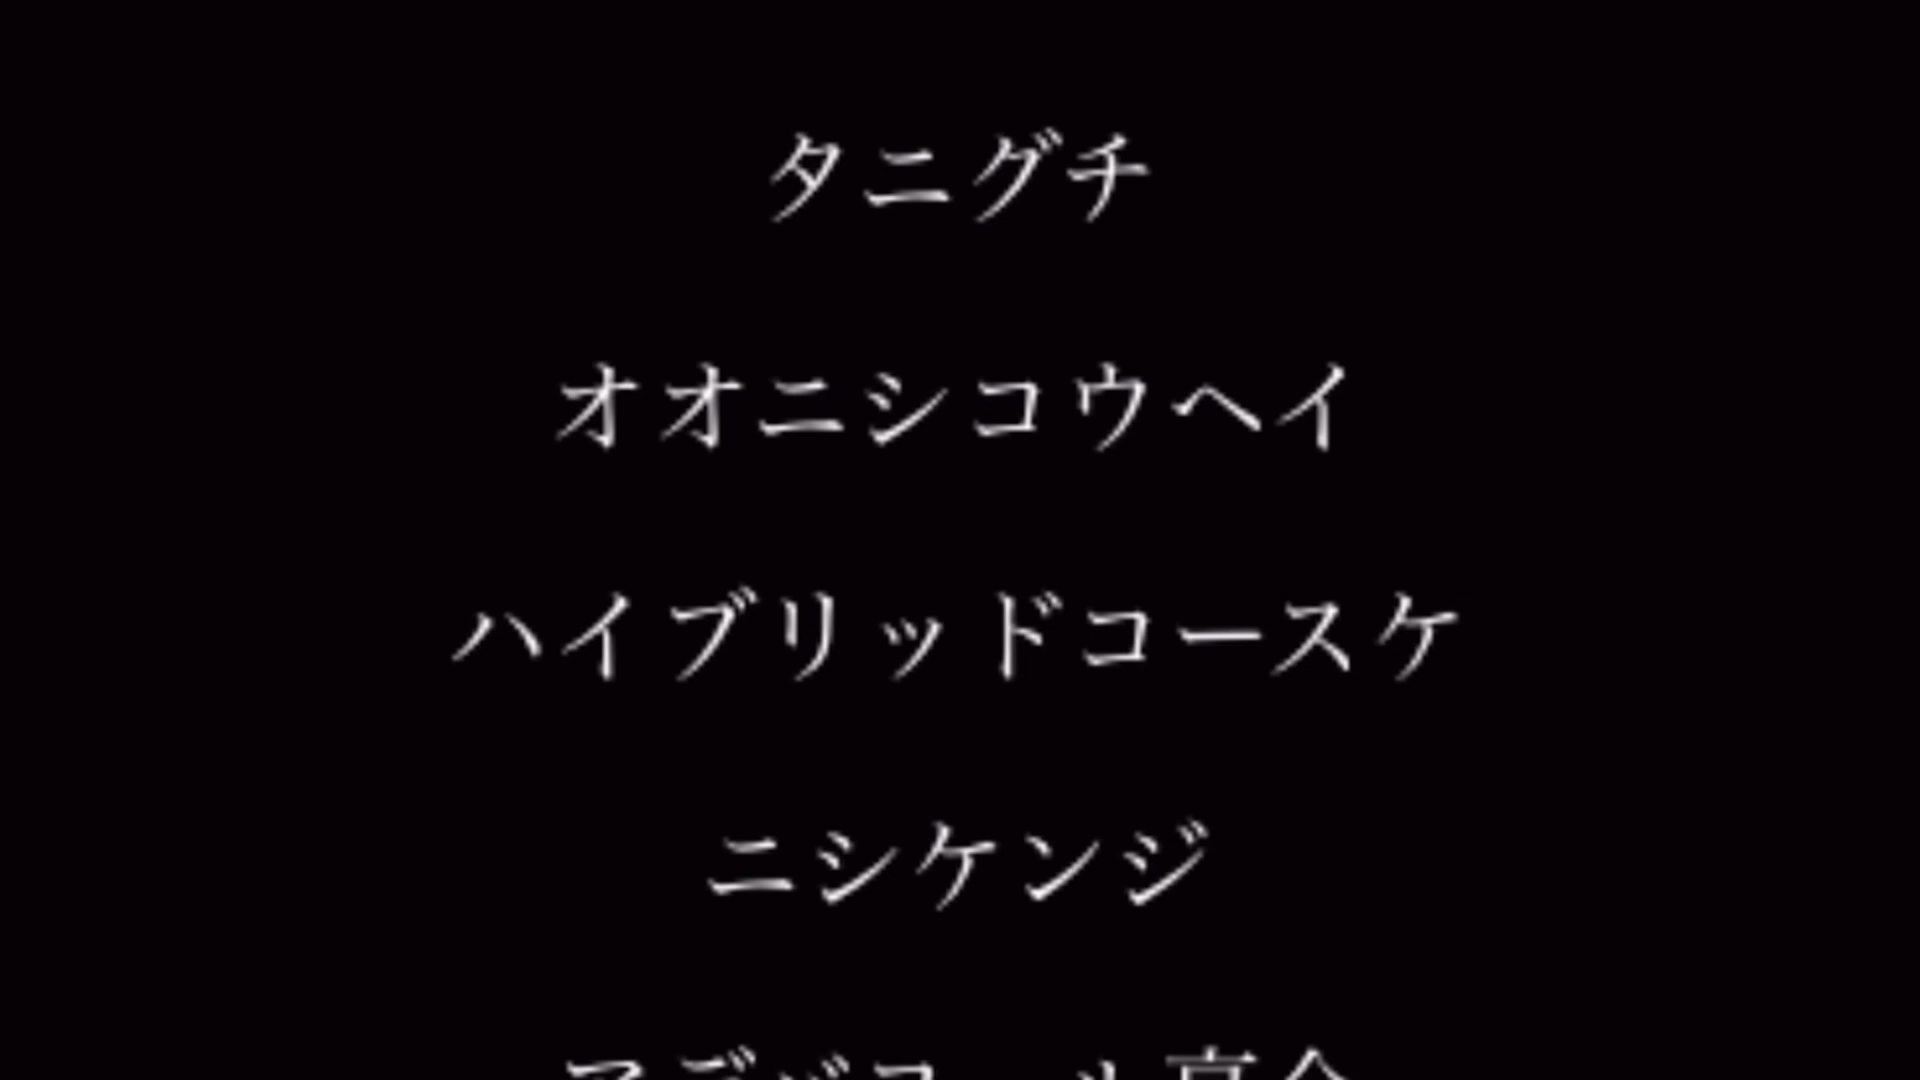 タニグチ
オオニシコウヘイ
ハイブリッドコースケ
ニシケンジ